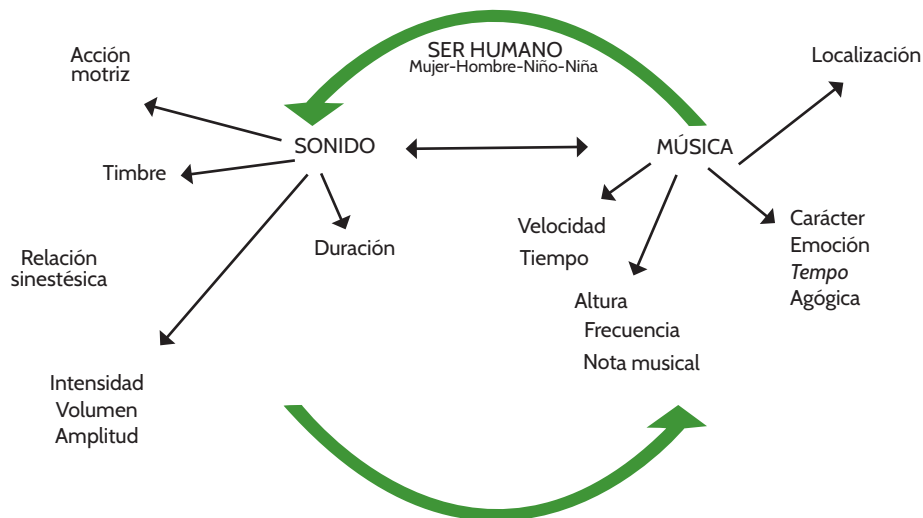 SER HUMANO
Mujer-Hombre-Niño-Niña
Acción
motriz
Localización
SONIDO
MÚSICA
Timbre
Duración
Relación
sinestésica
Velocidad
Tiempo
Carácter
Emoción
Tempo
Agógica
Altura
Frecuencia
Nota musical
Intensidad
Volumen
Amplitud